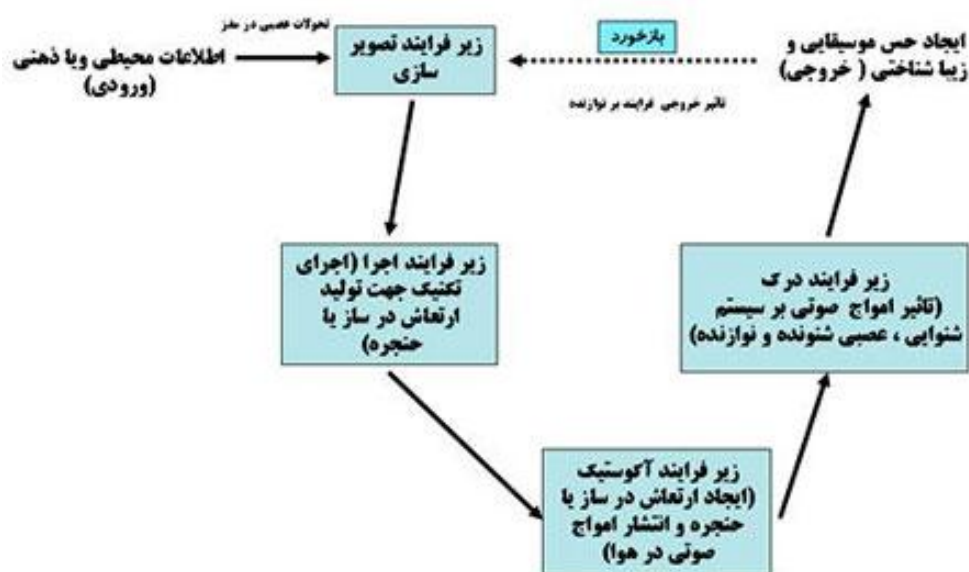 تحولات عصبی در مغز
اطلاعات محیطی ویا ذهنی
(ورودی)
زیر فرایند تصویر
سازی
بازخورد
تاثیر خروجی فرایند بر نوازنده
ایجاد حس موسیقایی و
زیبا شناختی ( خروجی)
زیر فرایند اجرا (اجرای
تکنیک جهت تولید
ارتعاش در ساز یا
حنجره)
زیر فرایند آکوستیک
(ایجاد ارتعاش در ساز یا
حنجره و انتشار امواج
صوتی در هوا)
زیر فرایند درک
(تاثیر امواج صوتی بر سیستم
شنوایی ، عصبی شنونده و نوازنده)